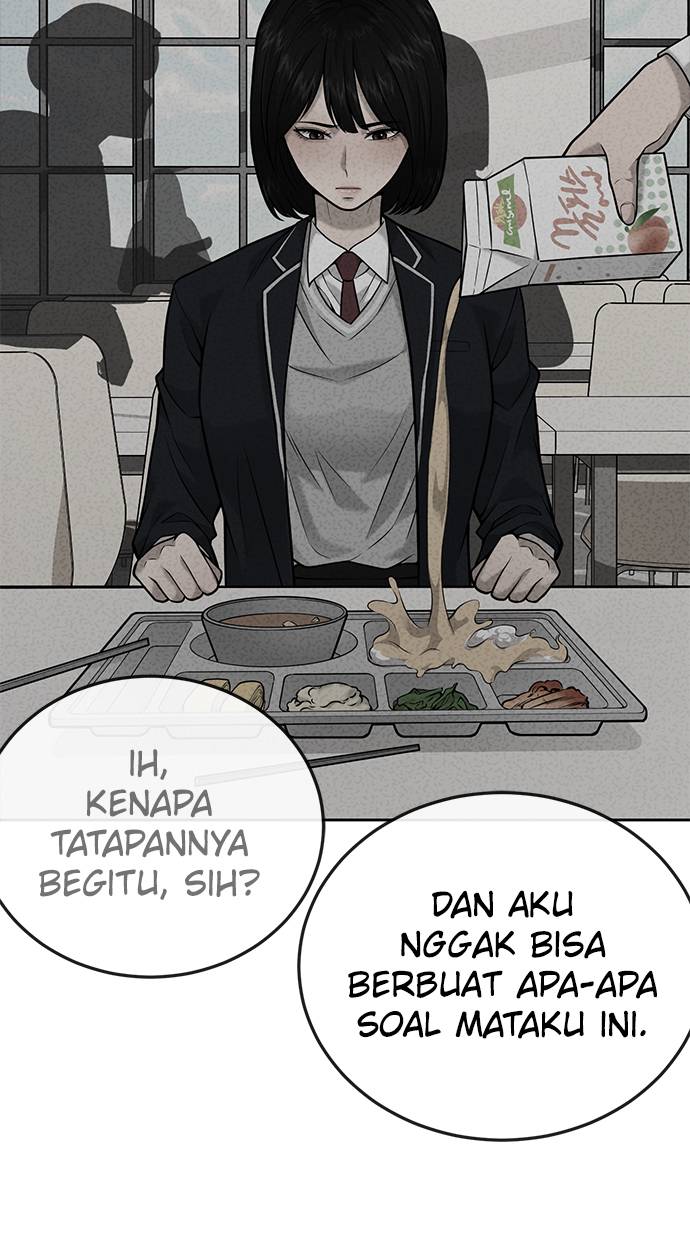 IH,
KENAPA
TATAPANNYA
BEGITU, SIH?
DAN AKU
NGGAK BISA
BERBUAT APA-APA
SOAL MATAKU INI.